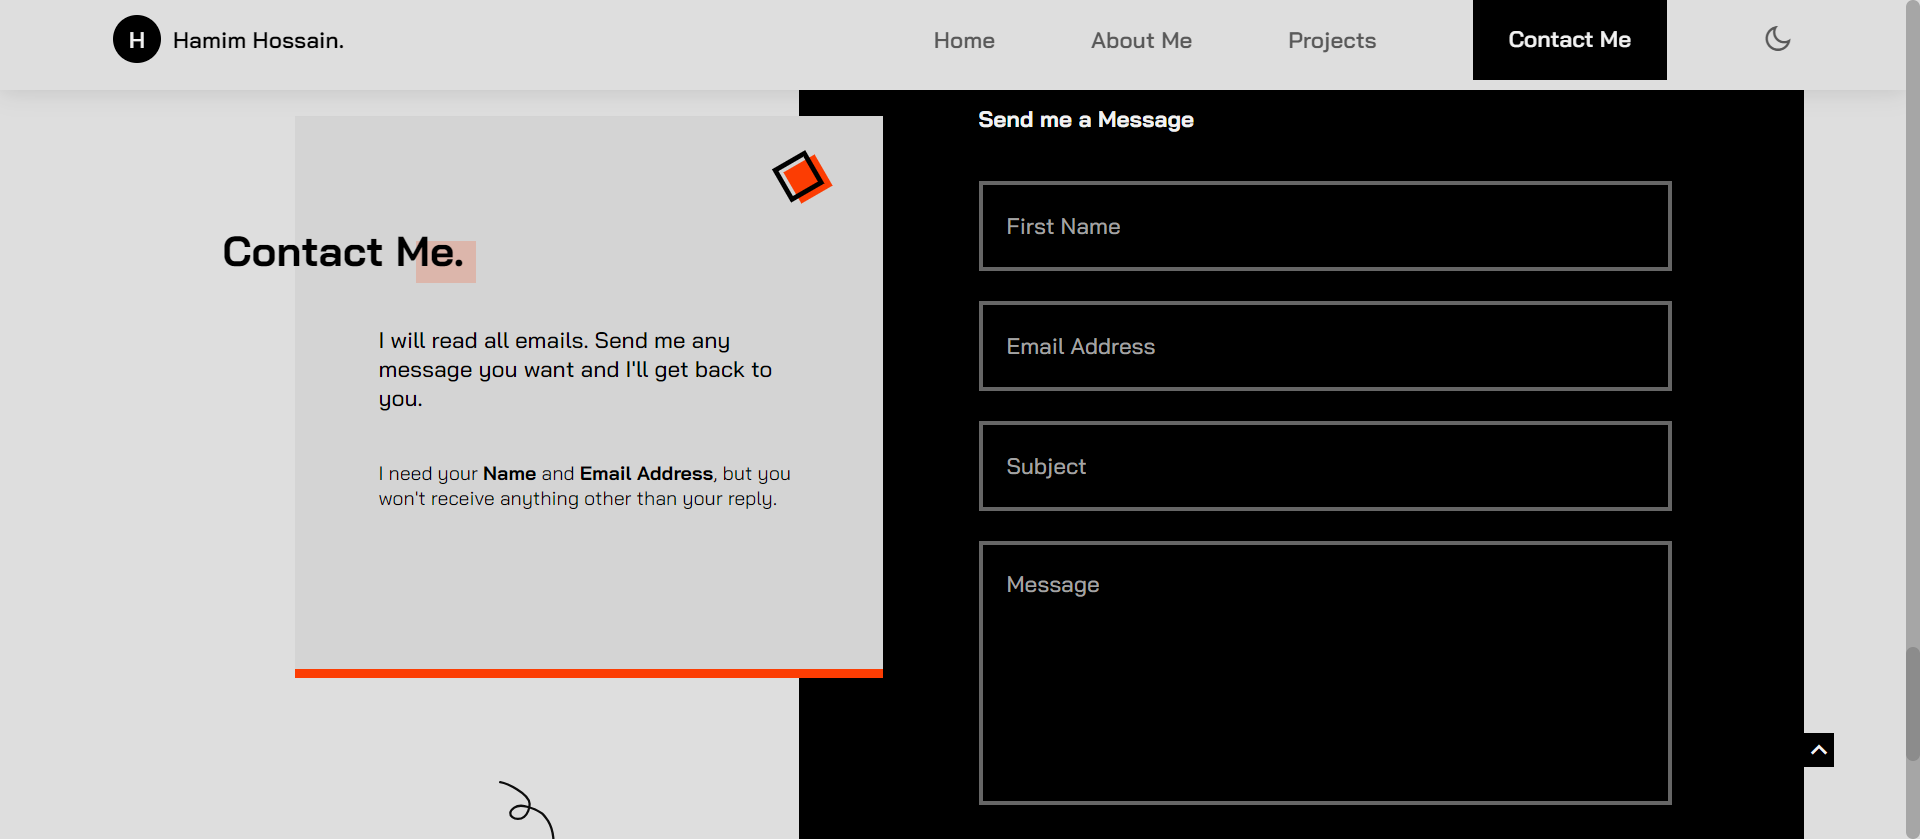 H Hamim Hossain.
Home
About Me
Projects
Contact Me
Contact Me.
I will read all emails. Send me any
message you want and I'll get back to
you.
I need your Name and Email Address, but you
won't receive anything other than your reply.
Send me a Message
First Name
Email Address
Subject
Message